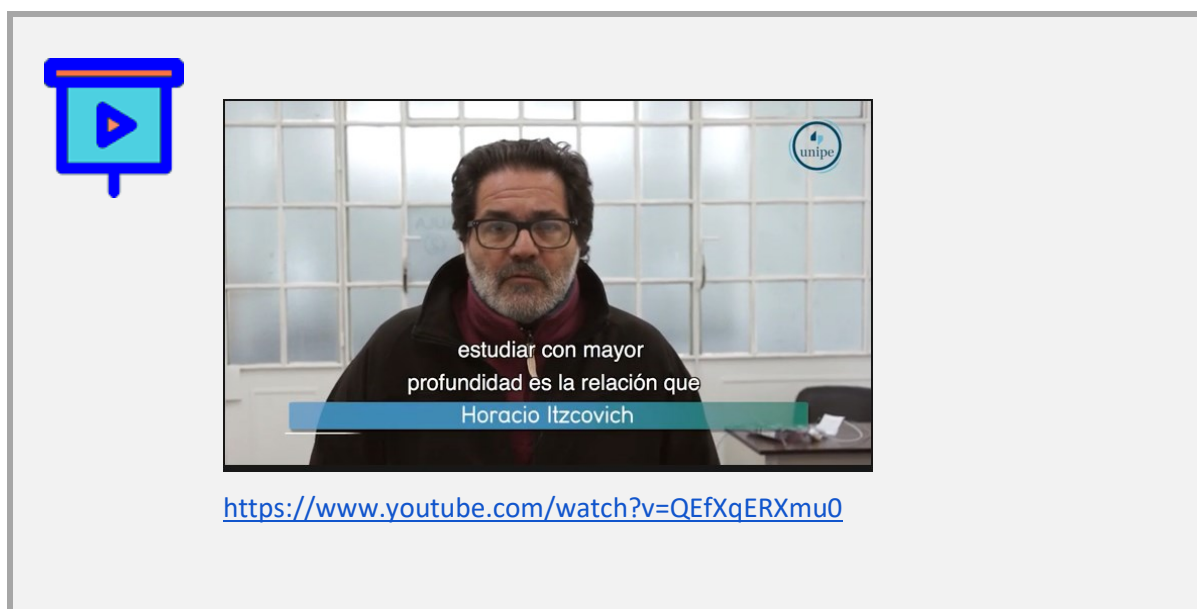 unipe
estudiar con mayor
profundidad es la relación que
Horacio Itzcovich
https://www.youtube.com/watch?v=QEfXqERXmu0